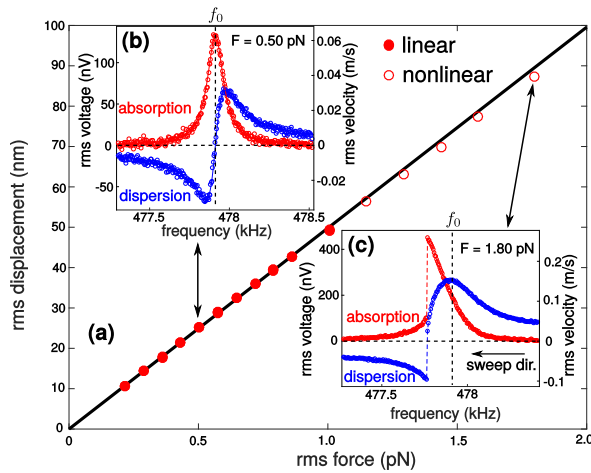 100
90
80
70
60
50
40
30
20
10
0
rms displacement (nm)
0
0.5
1.0
1.5
2.0
rms force (pN)
(a)
linear
nonlinear
(b)
f0
F = 0.50 pN
absorption
dispersion
100
50
0
-50
rms voltage (nV)
0.06
0.04
0.02
0
-0.02
rms velocity (m/s)
477.5
478
478.5
frequency (kHz)
(c)
f0
F = 1.80 pN
absorption
dispersion
sweep dir.
400
200
0
rms voltage (nV)
0.2
0.1
0
-0.1
rms velocity (m/s)
477.5
478
frequency (kHz)